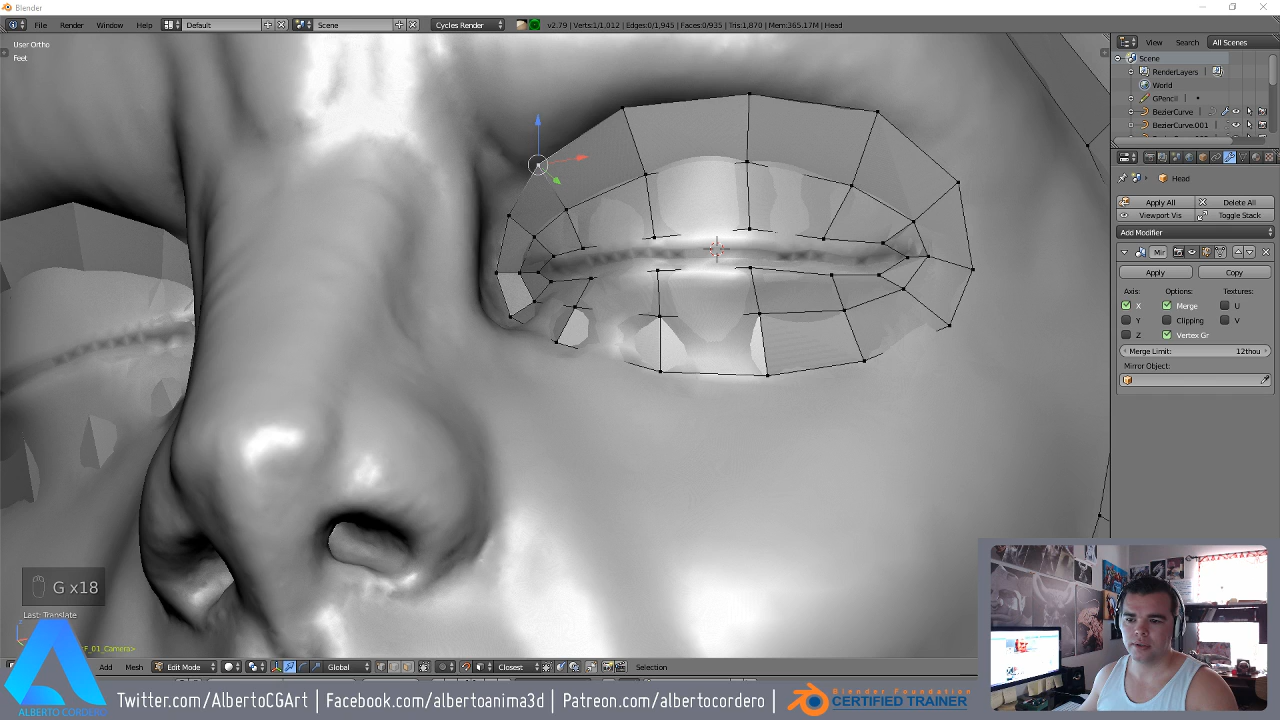 Blender
File Render Window Help Default Scene Cycles Render v2.79 | Verts:1/1,012 | Edges:0/1,945 | Faces:0/935 | Tris:1,870 | Mem:365.17M | Head
User Ortho
Feet
View Search All Scenes
Scene
RenderLayers
World
GPencil
BezierCurve
BezierCurve.001
Head
Apply All Delete All
Viewport Vis Toggle Stack
Add Modifier
Mir
Apply Copy
Axis: Options: Textures:
X Merge U
Y Clipping V
Z Vertex Gr
Merge Limit: 12thou
Mirror Object:
G x18
Last: Translate
F_01_Camera>
Add Mesh Edit Mode Global Closest Selection
ALBERTO CORDERO
Twitter.com/AlbertoCGArt | Facebook.com/albertoanima3d | Patreon.com/albertocordero |
Blender Foundation
CERTIFIED TRAINER